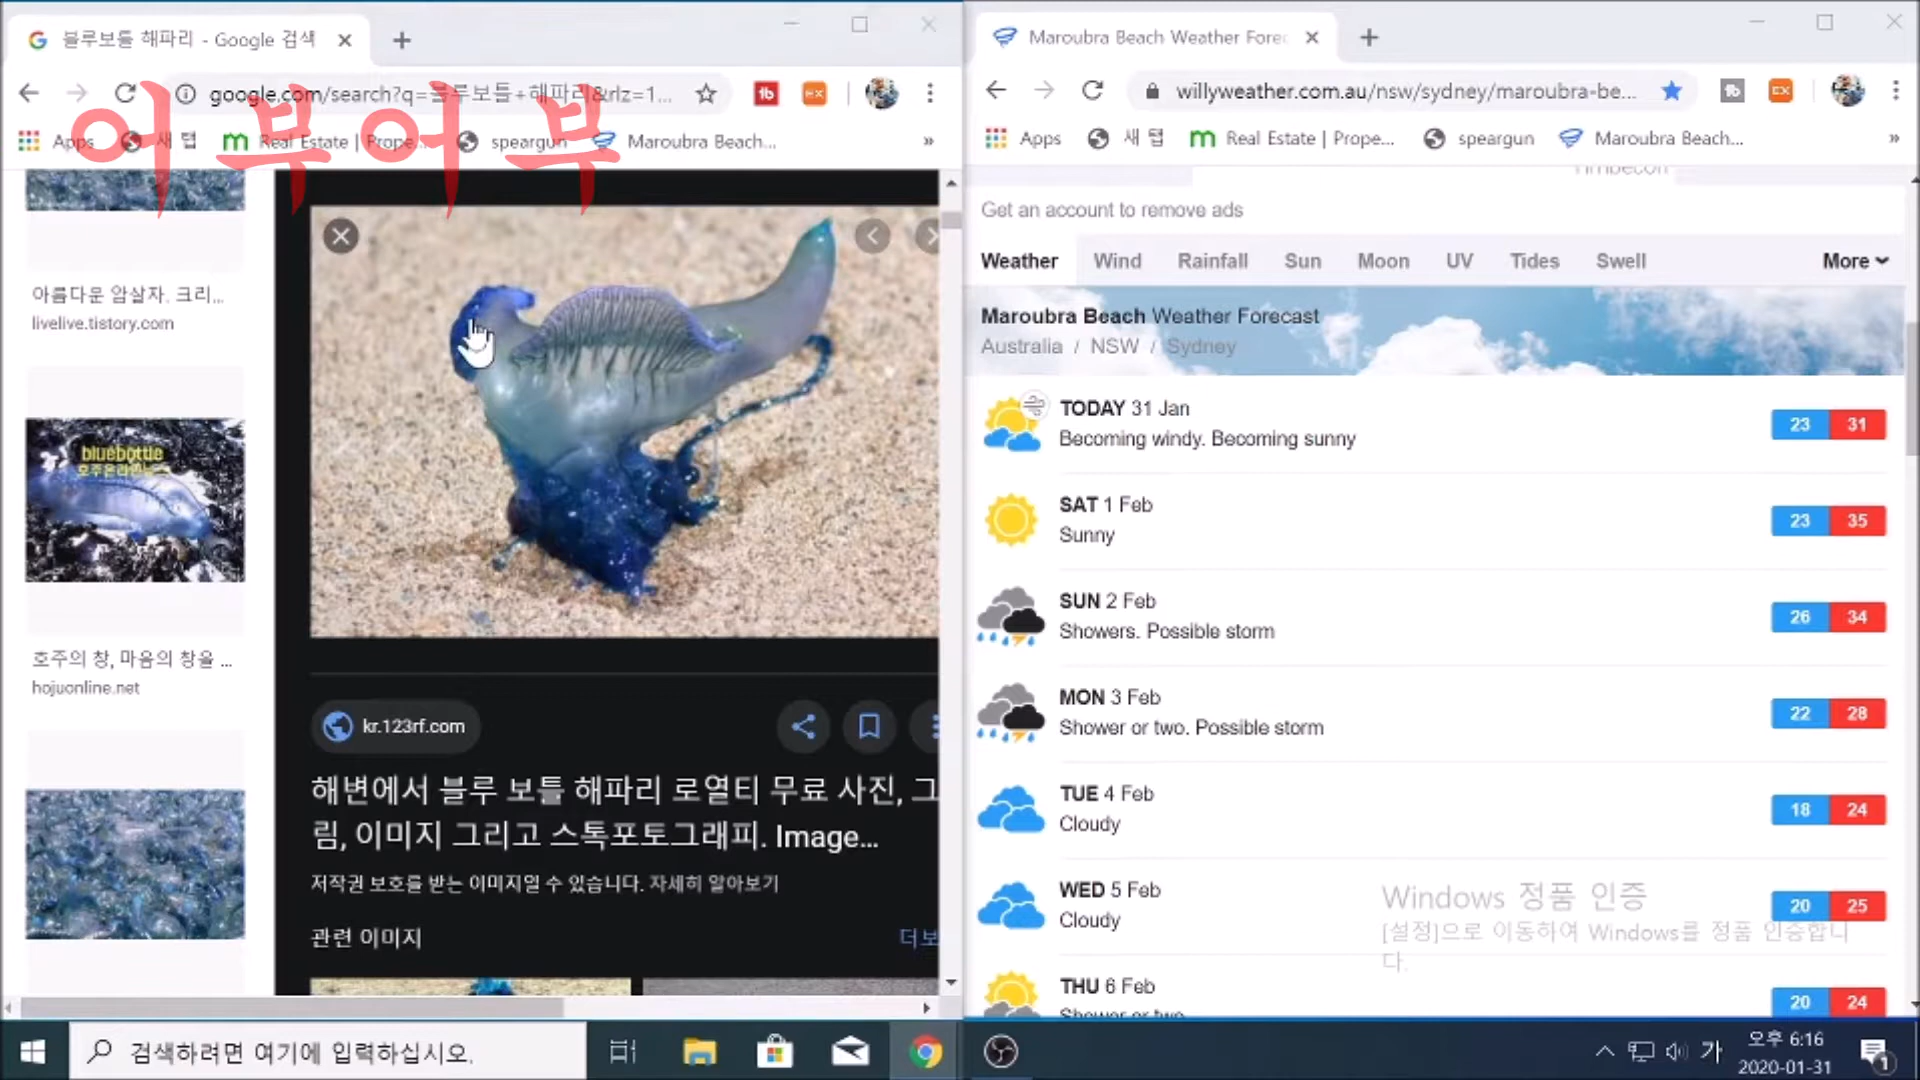 블루보틀 해파리 - Google 검색
google.com/search?q=블루보틀+해파리&rlz=1...
Apps
새 탭
Real Estate | Prope...
speargun
Maroubra Beach...
어부어부
아름다운 암살자, 크리...
livelive.tistory.com
bluebottle
호주의 창, 마음의 창을 ...
hojuonline.net
kr.123rf.com
해변에서 블루 보틀 해파리 로열티 무료 사진, 그
림, 이미지 그리고 스톡포토그래피. Image...
저작권 보호를 받는 이미지일 수 있습니다. 자세히 알아보기
관련 이미지
더보
Maroubra Beach Weather Forec
willyweather.com.au/nsw/sydney/maroubra-be...
Apps
새 탭
Real Estate | Prope...
speargun
Maroubra Beach...
Get an account to remove ads
Weather Wind Rainfall Sun Moon UV Tides Swell More
Maroubra Beach Weather Forecast
Australia / NSW / Sydney
TODAY 31 Jan
Becoming windy. Becoming sunny
23 31
SAT 1 Feb
Sunny
23 35
SUN 2 Feb
Showers. Possible storm
26 34
MON 3 Feb
Shower or two. Possible storm
22 28
TUE 4 Feb
Cloudy
18 24
WED 5 Feb
Cloudy
20 25
THU 6 Feb
Shower or two
20 24
Windows 정품 인증
[설정]으로 이동하여 Windows를 정품 인증합니
다.
검색하려면 여기에 입력하십시오.
가
오후 6:16
2020-01-31
1